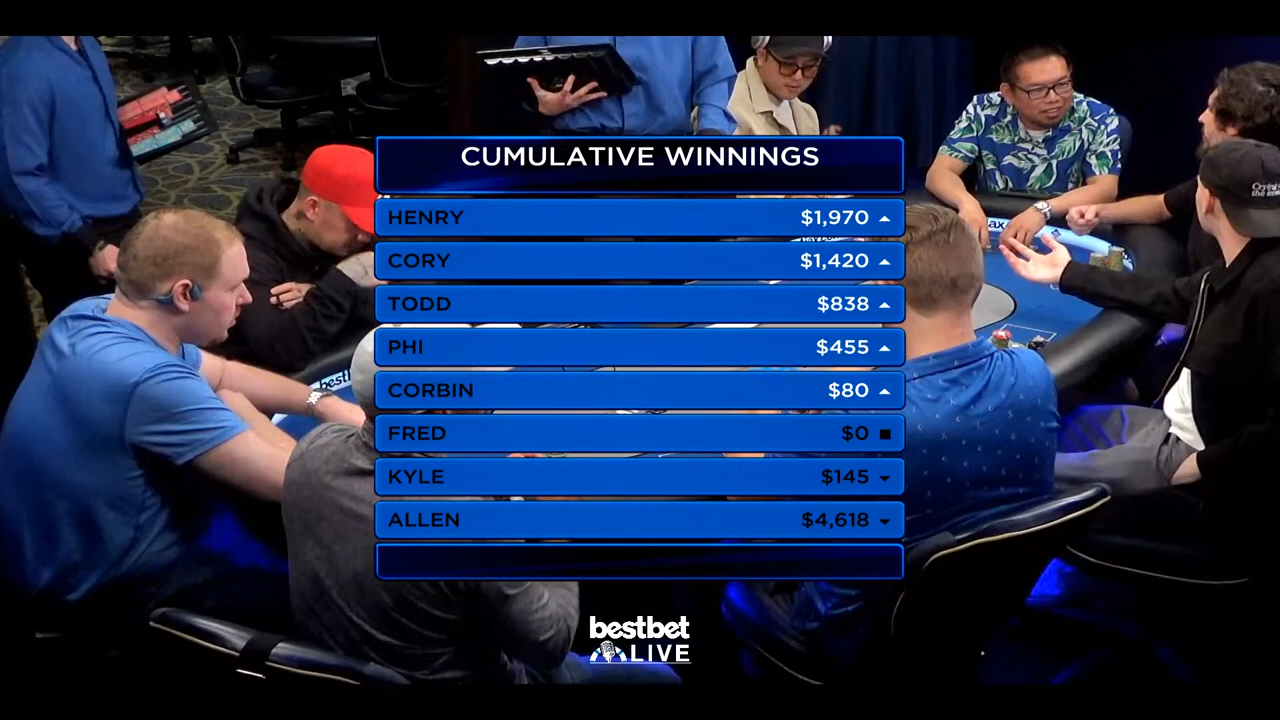 CUMULATIVE WINNINGS
HENRY $1,970
CORY $1,420
TODD $838
PHI $455
CORBIN $80
FRED $0
KYLE $145
ALLEN $4,618
bestbet
LIVE